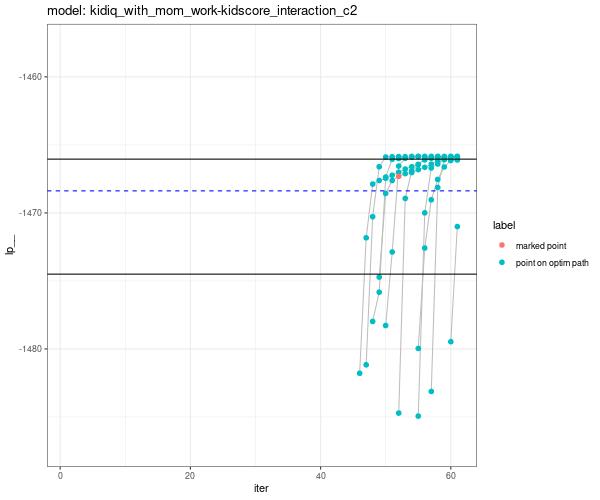 model: kidiq_with_mom_work-kidscore_interaction_c2
-1460
-1470
-1480
lp__
0
20
40
60
iter
label
marked point
point on optim path